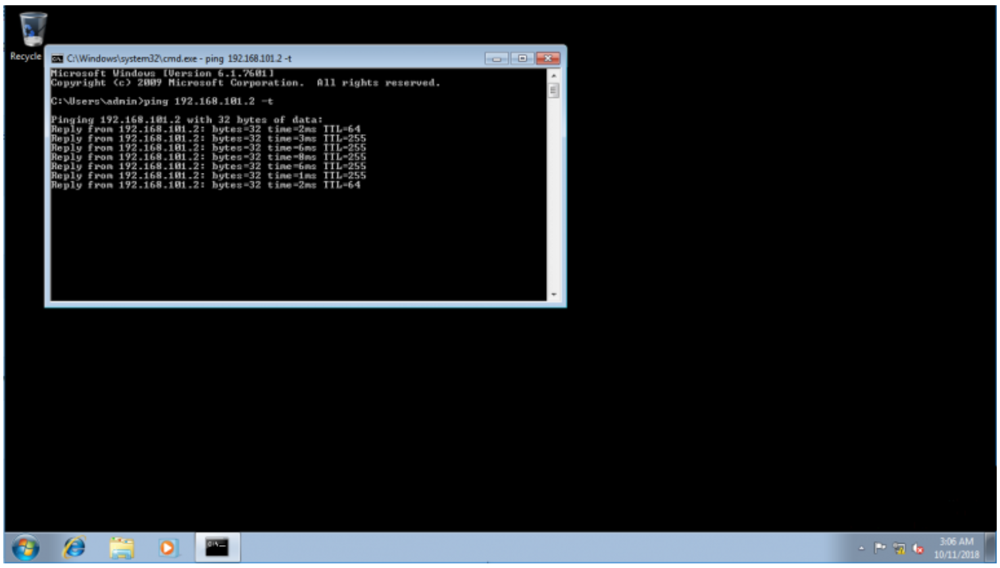 Recycle
C:\Windows\system32\cmd.exe - ping 192.168.101.2 -t
Microsoft Windows [Version 6.1.7601]
Copyright (c) 2009 Microsoft Corporation.  All rights reserved.
C:\Users\admin>ping 192.168.101.2 -t
Pinging 192.168.101.2 with 32 bytes of data:
Reply from 192.168.101.2: bytes=32 time=2ms TTL=64
Reply from 192.168.101.2: bytes=32 time=3ms TTL=255
Reply from 192.168.101.2: bytes=32 time=6ms TTL=255
Reply from 192.168.101.2: bytes=32 time=8ms TTL=255
Reply from 192.168.101.2: bytes=32 time=6ms TTL=255
Reply from 192.168.101.2: bytes=32 time=1ms TTL=255
Reply from 192.168.101.2: bytes=32 time=2ms TTL=64
3:06 AM
10/11/2018